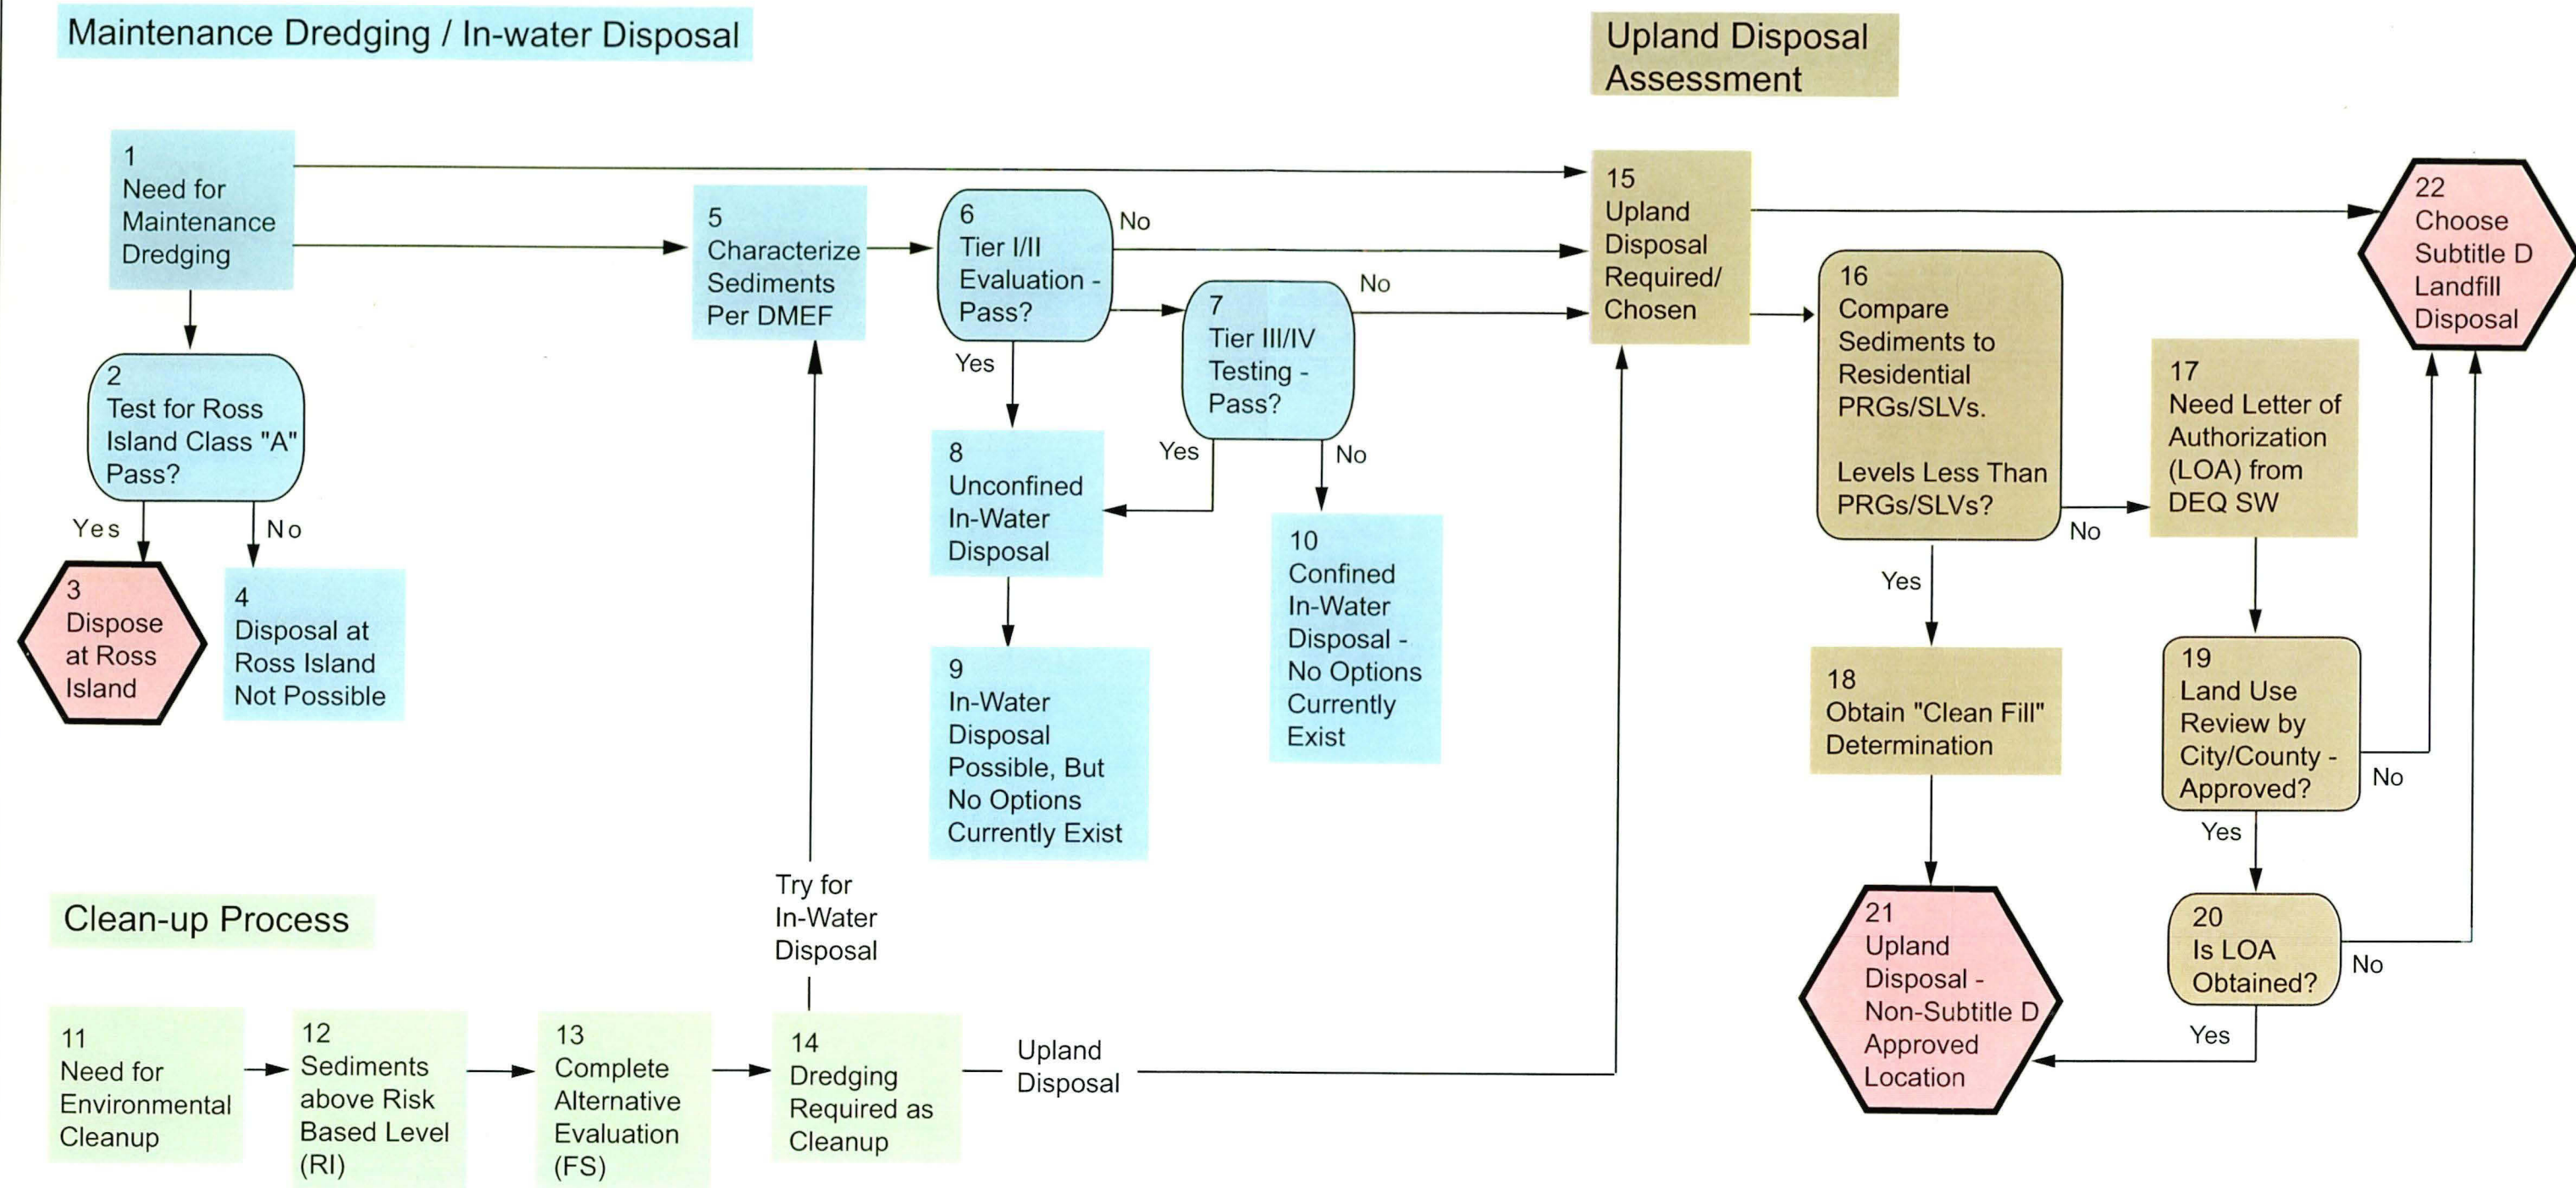 Maintenance Dredging / In-water Disposal
Upland Disposal
Assessment
1
Need for
Maintenance
Dredging
2
Test for Ross
Island Class "A"
Pass?
Yes
No
3
Dispose
at Ross
Island
4
Disposal at
Ross Island
Not Possible
5
Characterize
Sediments
Per DMEF
6
Tier I/II
Evaluation -
Pass?
No
Yes
7
Tier III/IV
Testing -
Pass?
No
Yes
No
8
Unconfined
In-Water
Disposal
9
In-Water
Disposal
Possible, But
No Options
Currently Exist
10
Confined
In-Water
Disposal -
No Options
Currently
Exist
Clean-up Process
11
Need for
Environmental
Cleanup
12
Sediments
above Risk
Based Level
(RI)
13
Complete
Alternative
Evaluation
(FS)
14
Dredging
Required as
Cleanup
Try for
In-Water
Disposal
Upland
Disposal
15
Upland
Disposal
Required/
Chosen
16
Compare
Sediments to
Residential
PRGs/SLVs.
Levels Less Than
PRGs/SLVs?
No
Yes
17
Need Letter of
Authorization
(LOA) from
DEQ SW
18
Obtain "Clean Fill"
Determination
19
Land Use
Review by
City/County -
Approved?
No
Yes
20
Is LOA
Obtained?
No
Yes
21
Upland
Disposal -
Non-Subtitle D
Approved
Location
22
Choose
Subtitle D
Landfill
Disposal